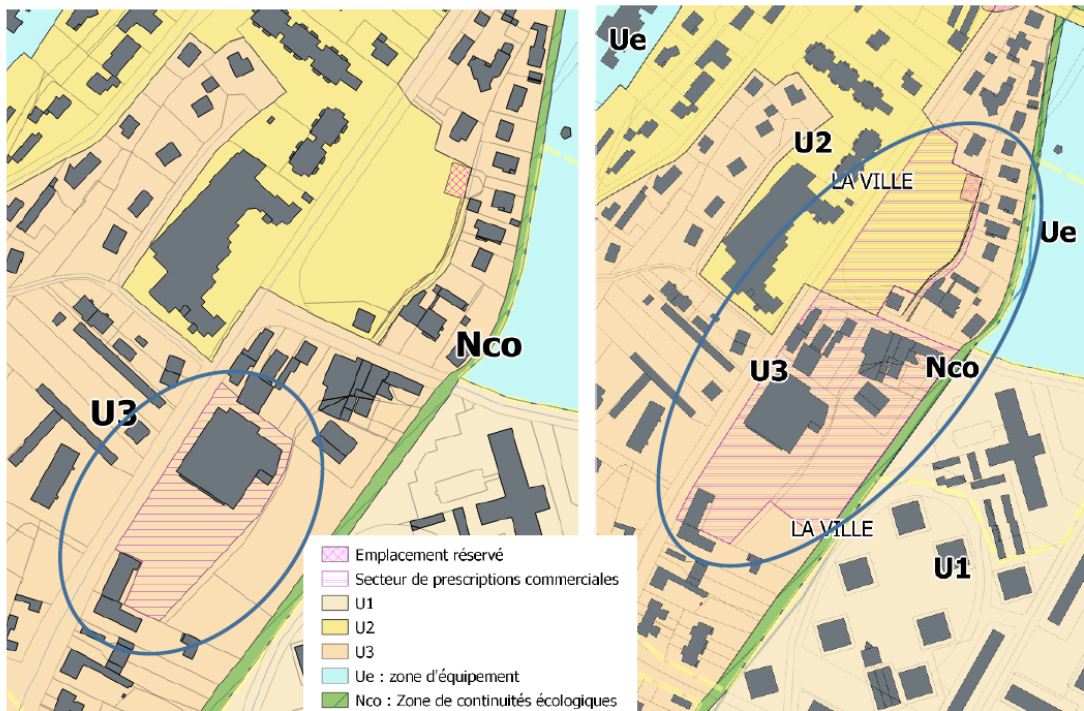 Nco
U3
Emplacement réservé
Secteur de prescriptions commerciales
U1
U2
U3
Ue : zone d'équipement
Nco : Zone de continuités écologiques
Ue
U2
LA VILLE
Ue
U3
Nco
LA VILLE
U1